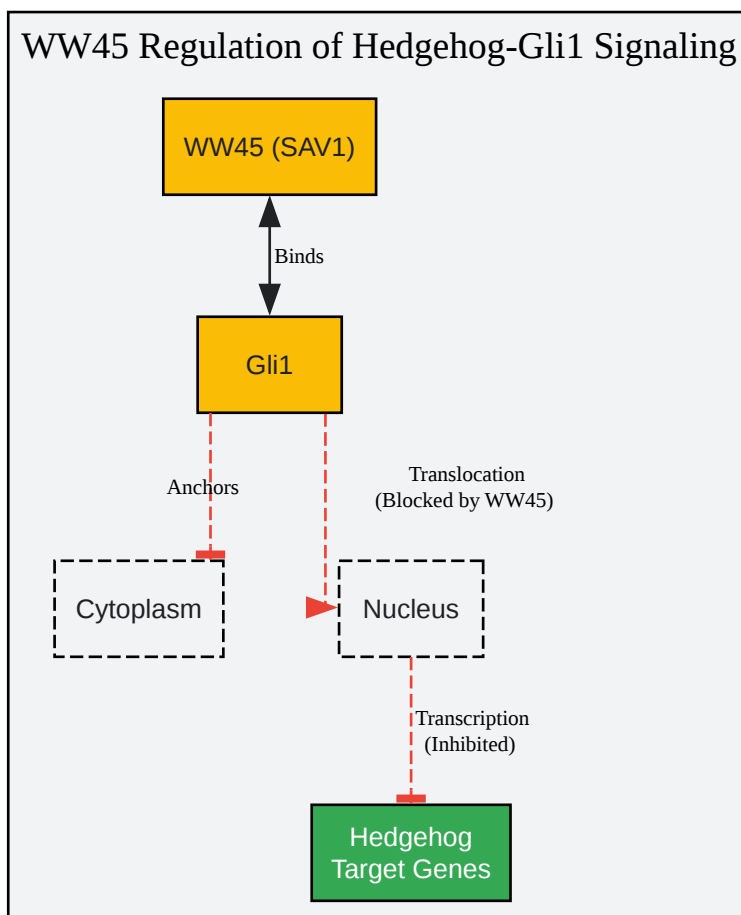 WW45 Regulation of Hedgehog-Gli1 Signaling
WW45 (SAV1)
Binds
Gli1
Anchors
Translocation
(Blocked by WW45)
Cytoplasm
Nucleus
Transcription
(Inhibited)
Hedgehog
Target Genes